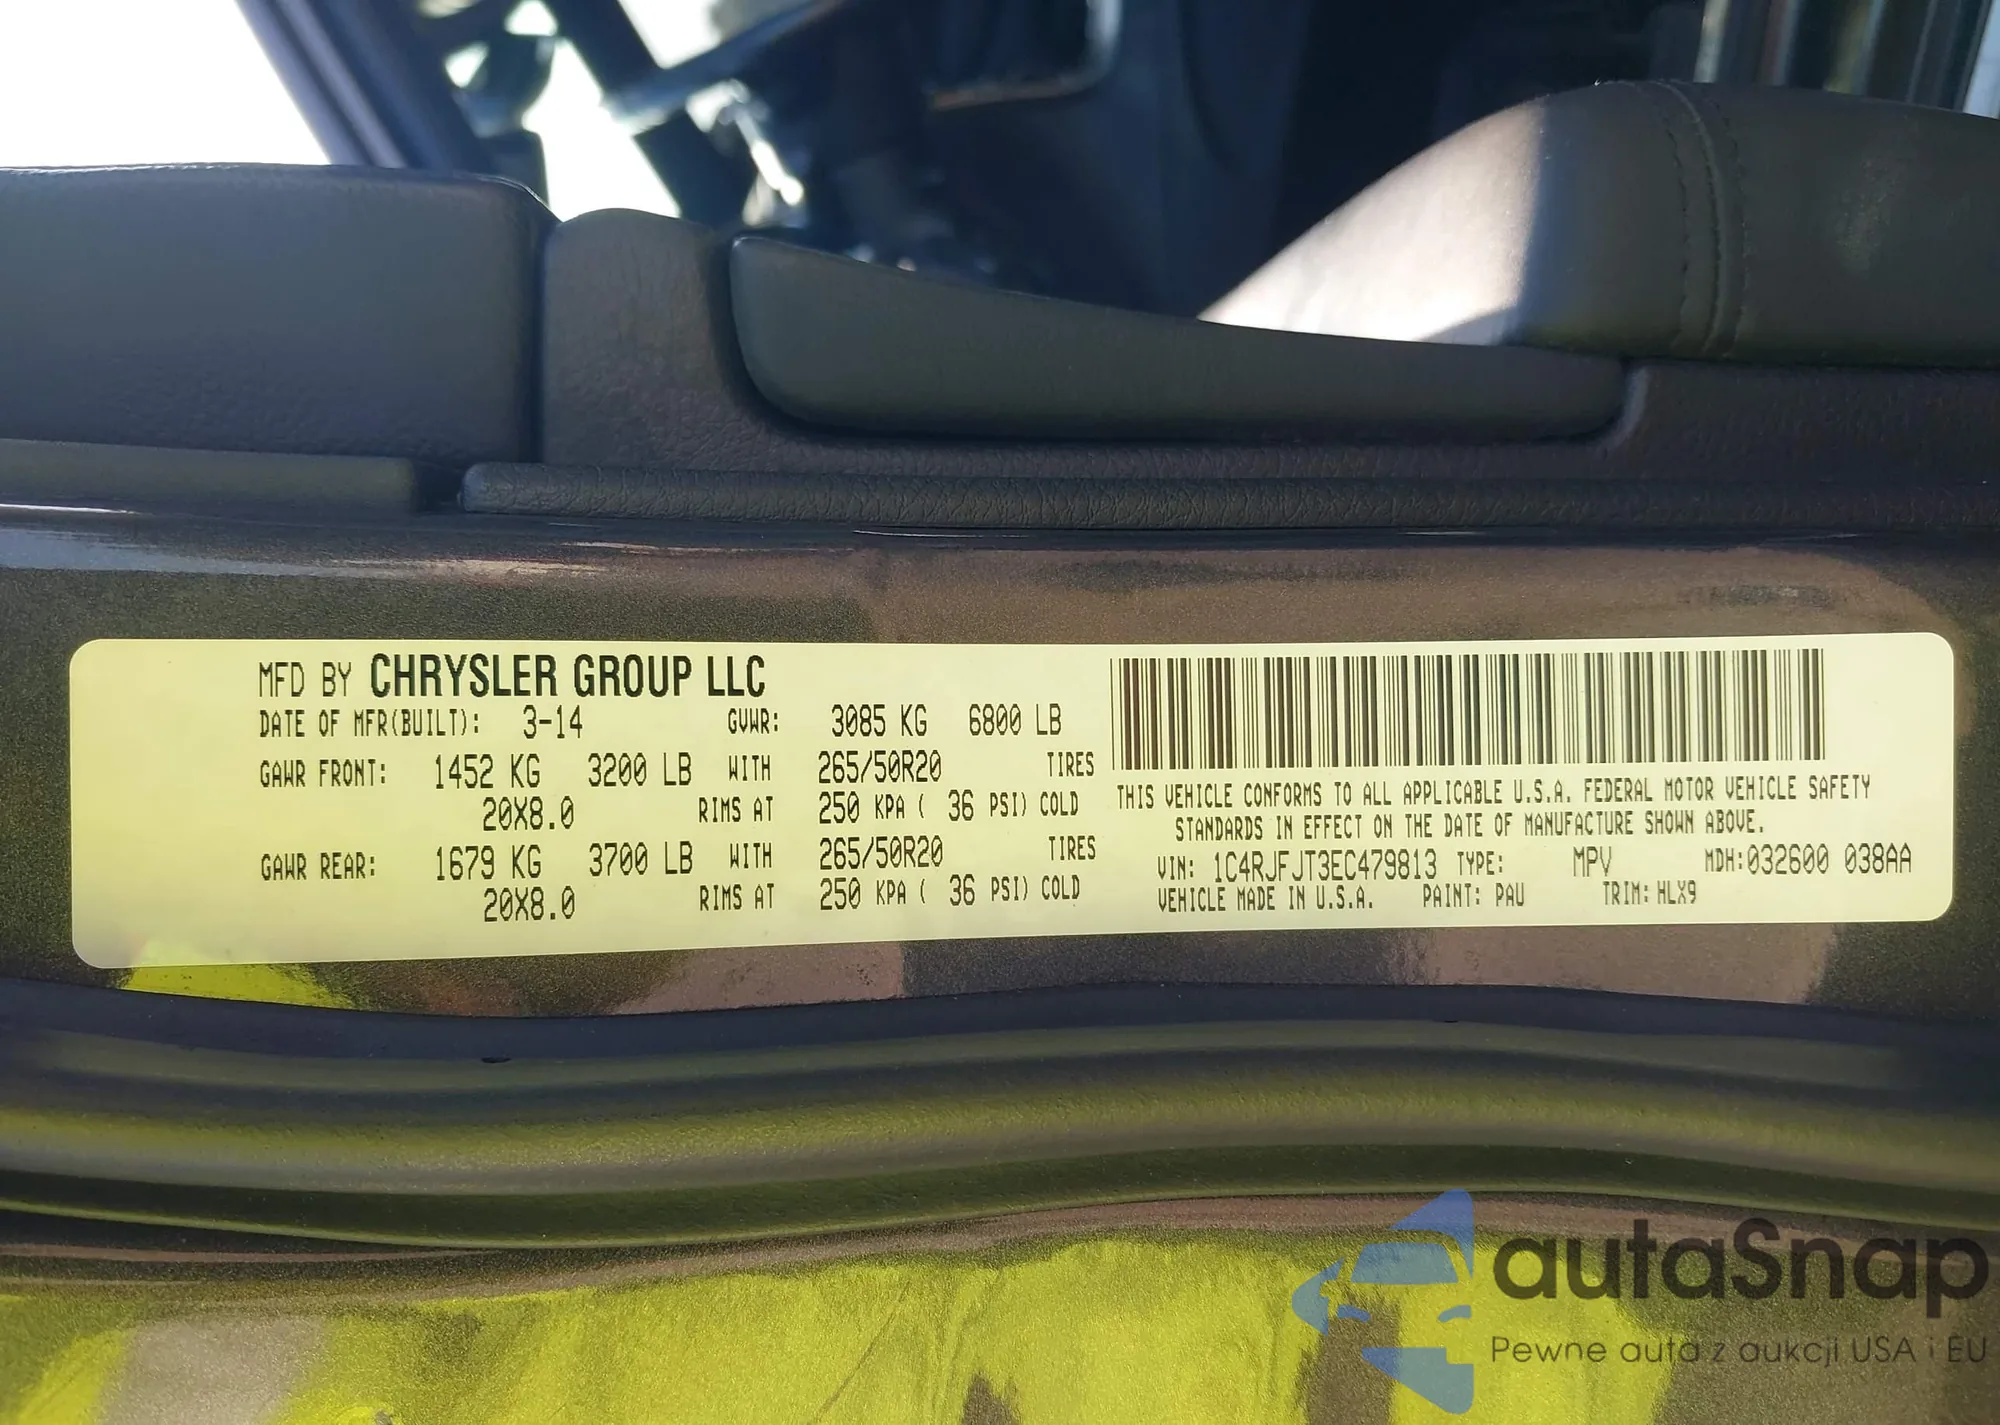 MFD BY CHRYSLER GROUP LLC
DATE OF MFR(BUILT): 3-14 GVWR: 3085 KG 6800 LB
GAWR FRONT: 1452 KG 3200 LB WITH 265/50R20 TIRES
20X8.0 RIMS AT 250 KPA ( 36 PSI) COLD
GAWR REAR: 1679 KG 3700 LB WITH 265/50R20 TIRES
20X8.0 RIMS AT 250 KPA ( 36 PSI) COLD
THIS VEHICLE CONFORMS TO ALL APPLICABLE U.S.A. FEDERAL MOTOR VEHICLE SAFETY
STANDARDS IN EFFECT ON THE DATE OF MANUFACTURE SHOWN ABOVE.
VIN: 1C4RJFJT3EC479813 TYPE: MPV MDH:032600 038AA
VEHICLE MADE IN U.S.A. PAINT: PAU TRIM: HLX9
autaSnap
Pewne auta z aukcji USA i EU